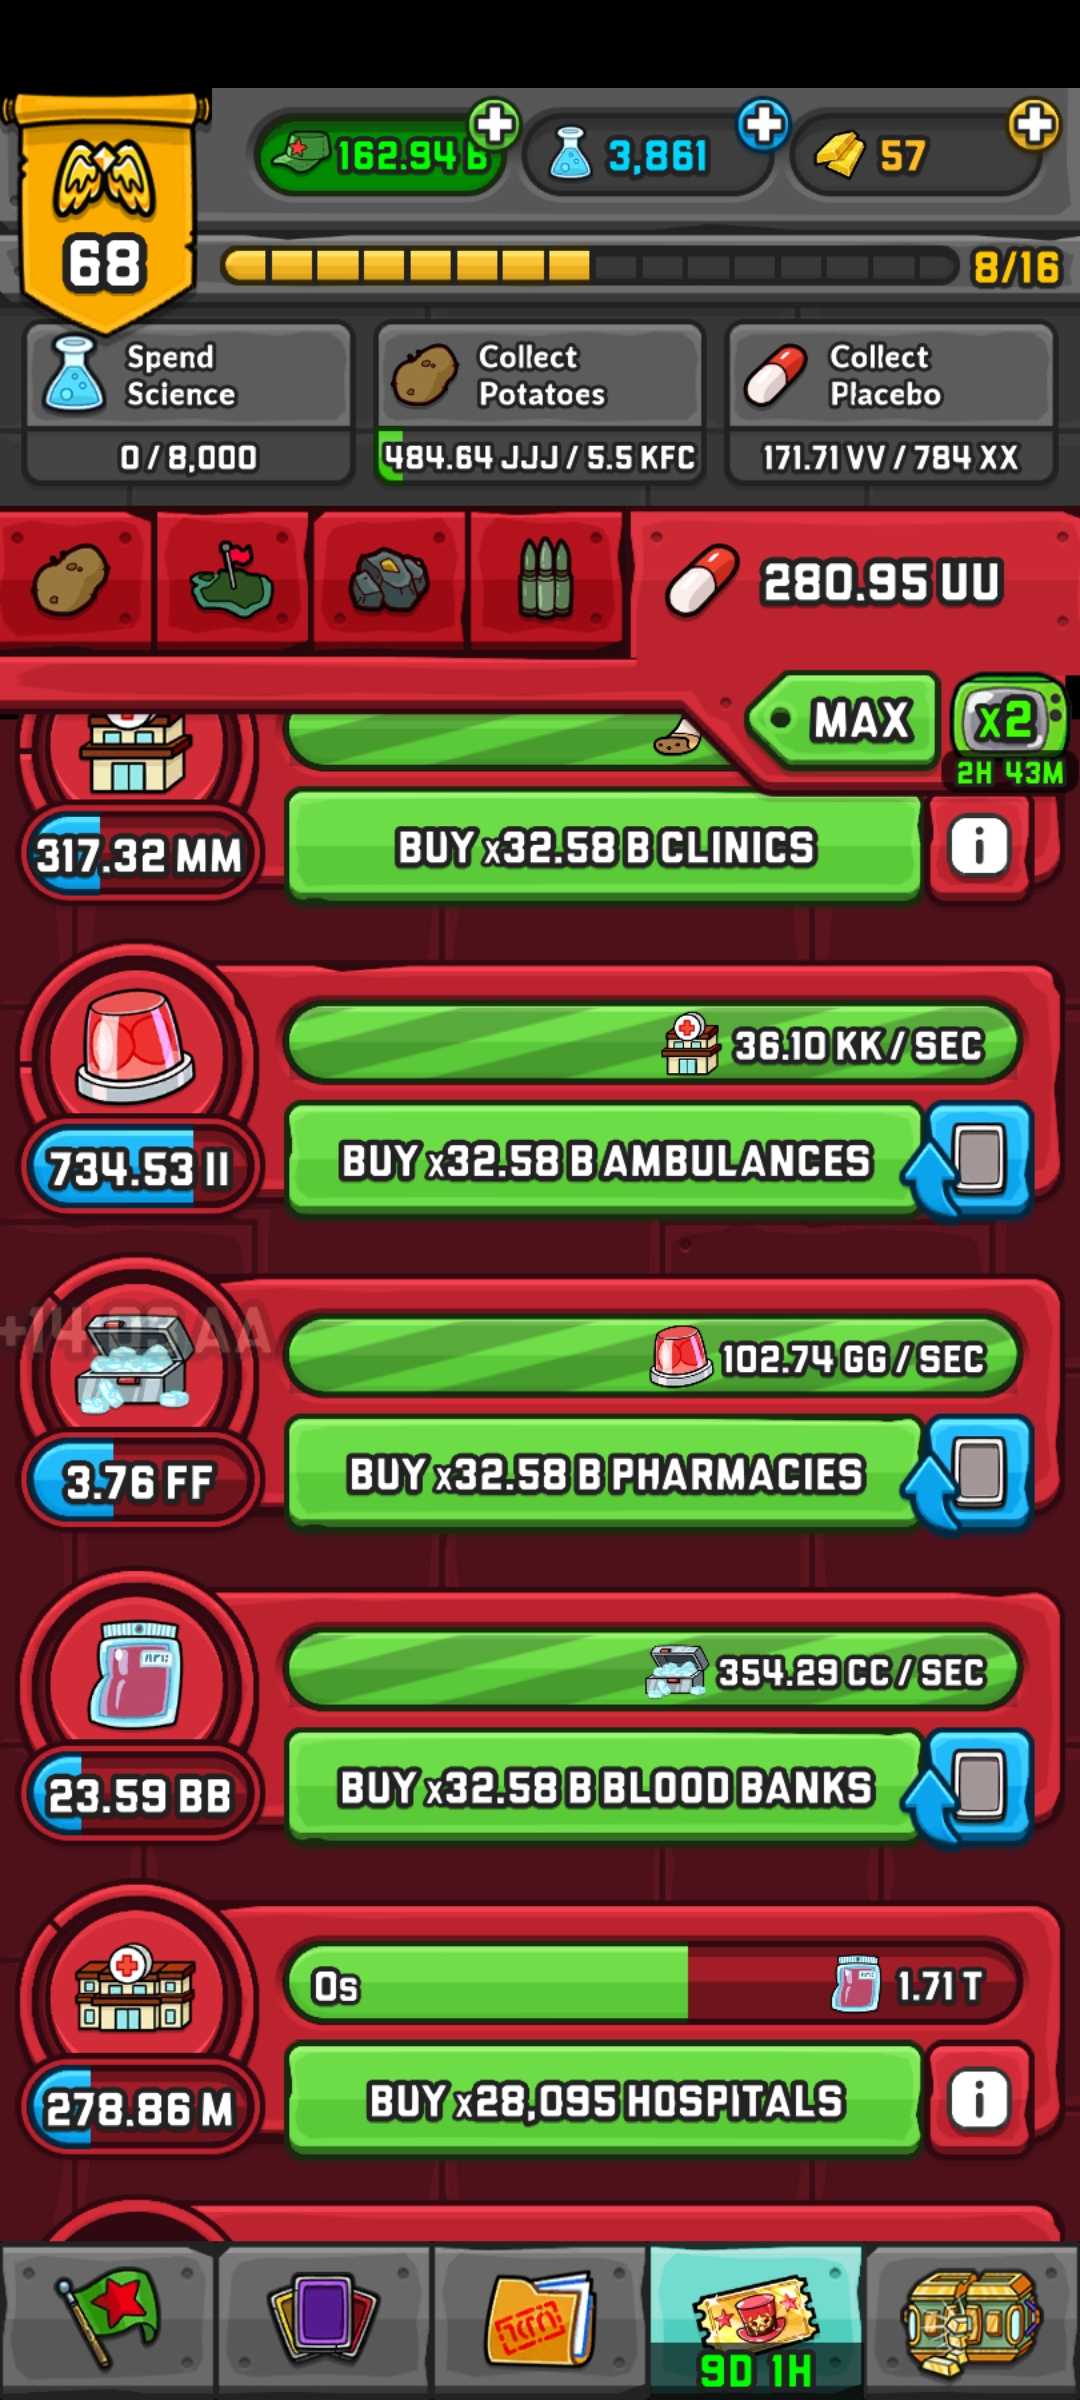 162.94 B
3,861
57
68
8/16
Spend
Science
0 / 8,000
Collect
Potatoes
484.64 JJJ / 5.5 KFC
Collect
Placebo
171.71 VV / 784 XX
280.95 UU
MAX
x2
2H 43M
317.32 MM
BUY x32.58 B CLINICS
i
36.10 KK / SEC
734.53 II
BUY x32.58 B AMBULANCES
102.74 GG / SEC
3.76 FF
BUY x32.58 B PHARMACIES
354.29 CC / SEC
23.59 BB
BUY x32.58 B BLOOD BANKS
0s
1.71 T
278.86 M
BUY x28,095 HOSPITALS
i
9D 1H